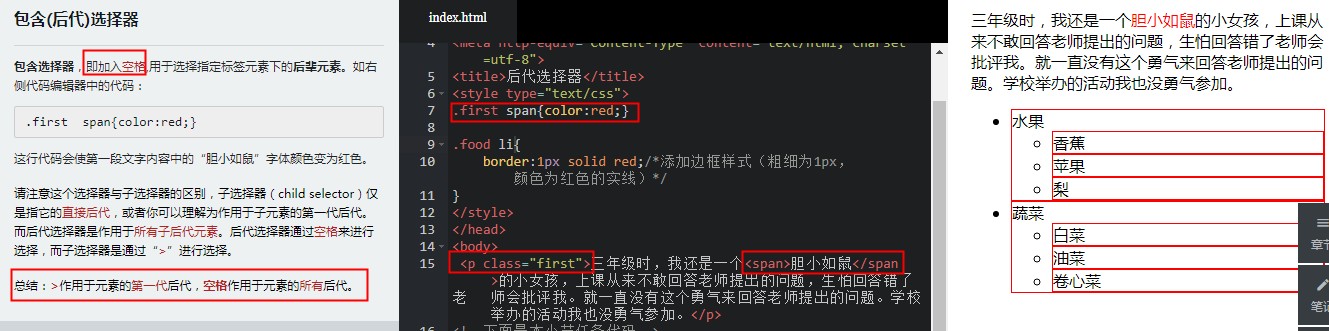 包含(后代)选择器
包含选择器，即加入空格,用于选择指定标签元素下的后辈元素。如右
侧代码编辑器中的代码：
.first  span{color:red;}
这行代码会使第一段文字内容中的“胆小如鼠”字体颜色变为红色。
请注意这个选择器与子选择器的区别，子选择器（child selector）仅
是指它的直接后代，或者你可以理解为作用于子元素的第一代后代。
而后代选择器是作用于所有子后代元素。后代选择器通过空格来进行
选择，而子选择器是通过“>”进行选择。
总结：>作用于元素的第一代后代，空格作用于元素的所有后代。
index.html
4 <meta http-equiv="Content-Type" content="text/html; charset
=utf-8">
5 <title>后代选择器</title>
6 <style type="text/css">
7 .first span{color:red;}
8
9 .food li{
10 border:1px solid red;/*添加边框样式（粗细为1px，
颜色为红色的实线）*/
11 }
12 </style>
13 </head>
14 <body>
15 <p class="first">三年级时，我还是一个<span>胆小如鼠</span
>的小女孩，上课从来不敢回答老师提出的问题，生怕回答错了
老 师会批评我。就一直没有这个勇气来回答老师提出的问题。学校
举办的活动我也没勇气参加。</p>
16 <!--下面是本小节任务代码-->
三年级时，我还是一个胆小如鼠的小女孩，上课从
来不敢回答老师提出的问题，生怕回答错了老师会
批评我。就一直没有这个勇气来回答老师提出的问
题。学校举办的活动我也没勇气参加。
水果
香蕉
苹果
梨
蔬菜
白菜
油菜
卷心菜
章节
笔记